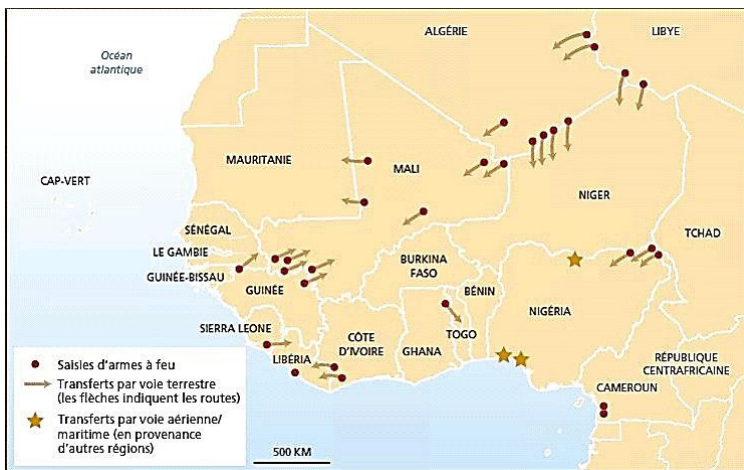 ALGÉRIE
LIBYE
Océan
atlantique
MAURITANIE
MALI
CAP-VERT
NIGER
TCHAD
SÉNÉGAL
LE GAMBIE
GUINÉE-BISSAU
BURKINA
FASO
BÉNIN
GUINÉE
NIGÉRIA
SIERRA LEONE
CÔTE
D'IVOIRE
GHANA
TOGO
LIBÉRIA
RÉPUBLIQUE
CENTRAFRICAINE
CAMEROUN
Saisies d'armes à feu
Transferts par voie terrestre
(les flèches indiquent les routes)
Transferts par voie aérienne/
maritime (en provenance
d'autres régions)
500 KM